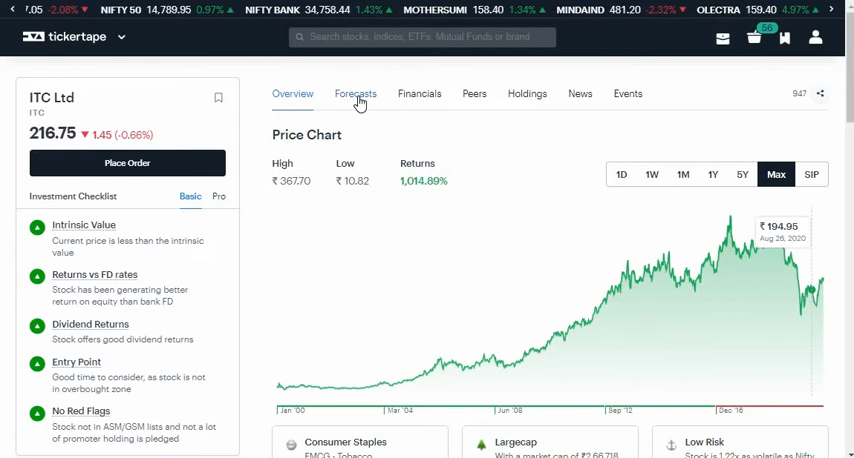 7.05 -2.08% NIFTY 50 14,789.95 0.97% NIFTY BANK 34,758.44 1.43% MOTHERSUMI 158.40 1.34% MINDAIND 481.20 -2.32% OLECTRA 159.40 4.97%
tickertape
Search stocks, indices, ETFs, Mutual Funds or brand
56
ITC Ltd
ITC
216.75 1.45 (-0.66%)
Place Order
Investment Checklist Basic Pro
Intrinsic Value
Current price is less than the intrinsic
value
Returns vs FD rates
Stock has been generating better
return on equity than bank FD
Dividend Returns
Stock offers good dividend returns
Entry Point
Good time to consider, as stock is not
in overbought zone
No Red Flags
Stock not in ASM/GSM lists and not a lot
of promoter holding is pledged
Overview Forecasts Financials Peers Holdings News Events 947
Price Chart
High Low Returns
₹ 367.70 ₹ 10.82 1,014.89%
1D 1W 1M 1Y 5Y Max SIP
₹ 194.95
Aug 26, 2020
Jan '00 Mar '04 Jun '08 Sep '12 Dec '16
Consumer Staples
FMCG - Tobacco
Largecap
With a market cap of ₹2,66,718
Low Risk
Stock is 1.22x as volatile as Nifty